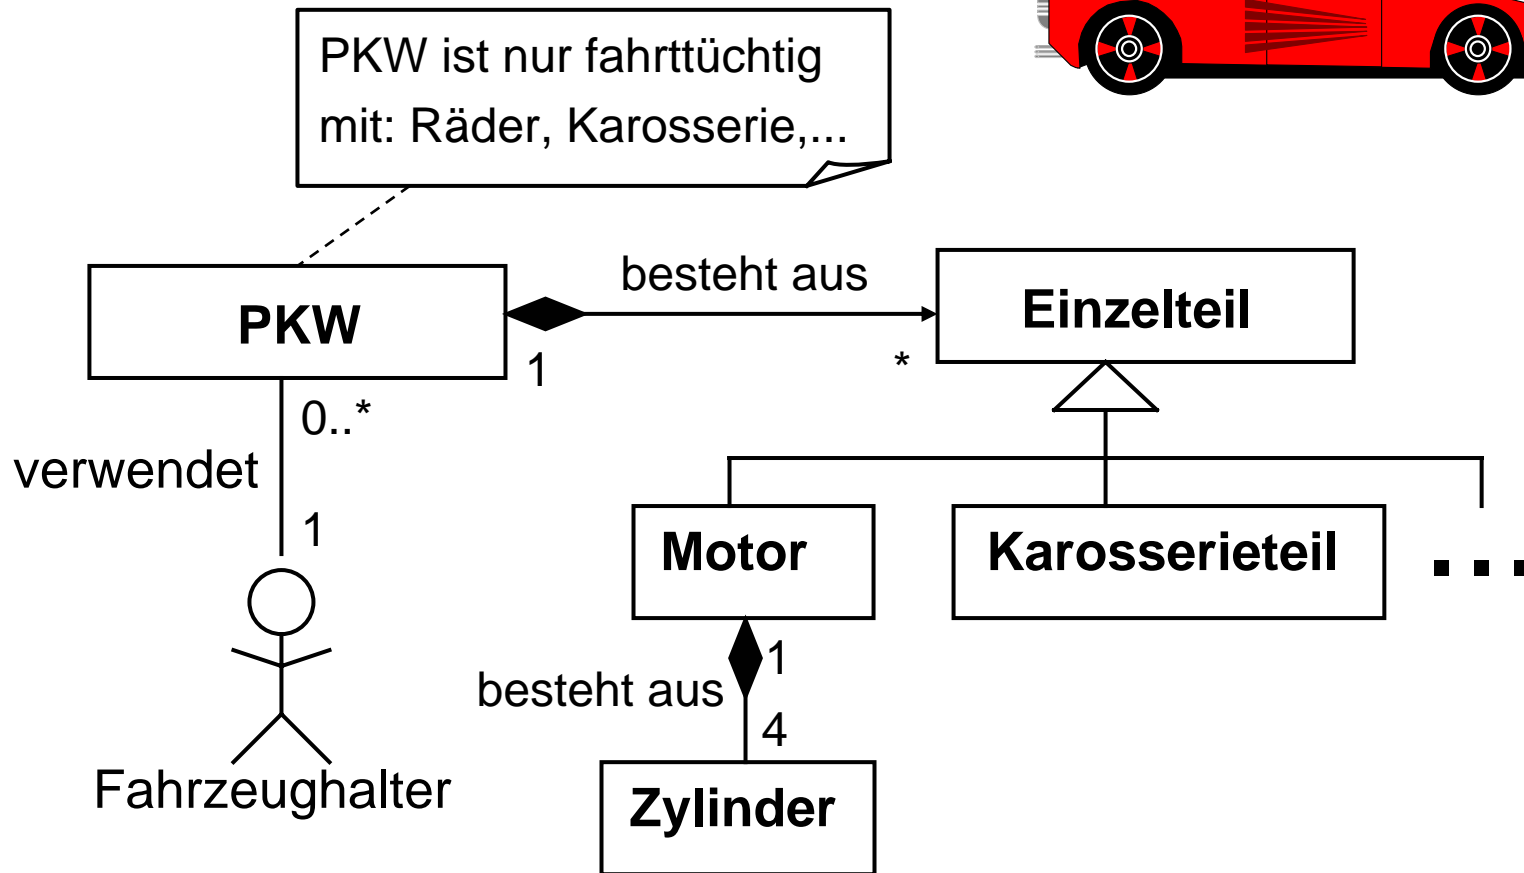 PKW ist nur fahrttüchtig
mit: Räder, Karosserie,...
besteht aus
PKW
Einzelteil
1
*
0..*
verwendet
1
Motor
Karosserieteil
...
1
besteht aus
4
Fahrzeughalter
Zylinder